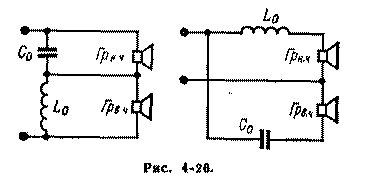 L₀
C₀
Гр н.ч
Гр н.ч
L₀
Гр в.ч
Гр в.ч
C₀
Рис. 4-20.